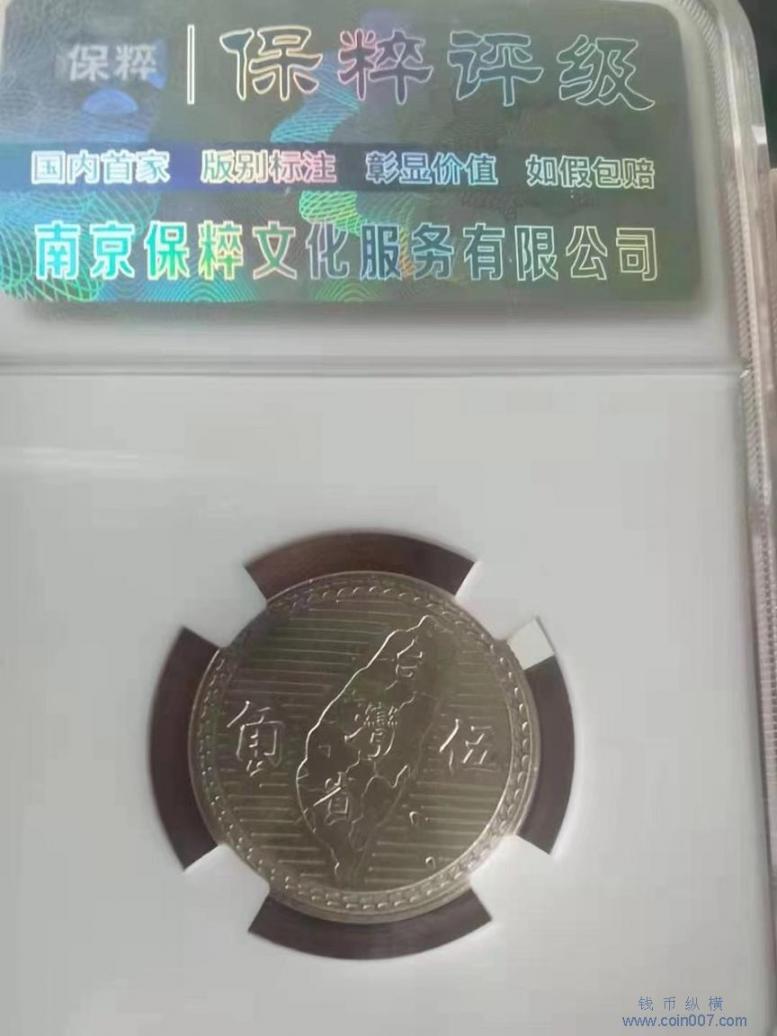 保粹 保粹评级
国内首家 版别标注 彰显价值 如假包赔
南京保粹文化服务有限公司
台
角 灣 伍
省
钱币纵横
www.coin007.com